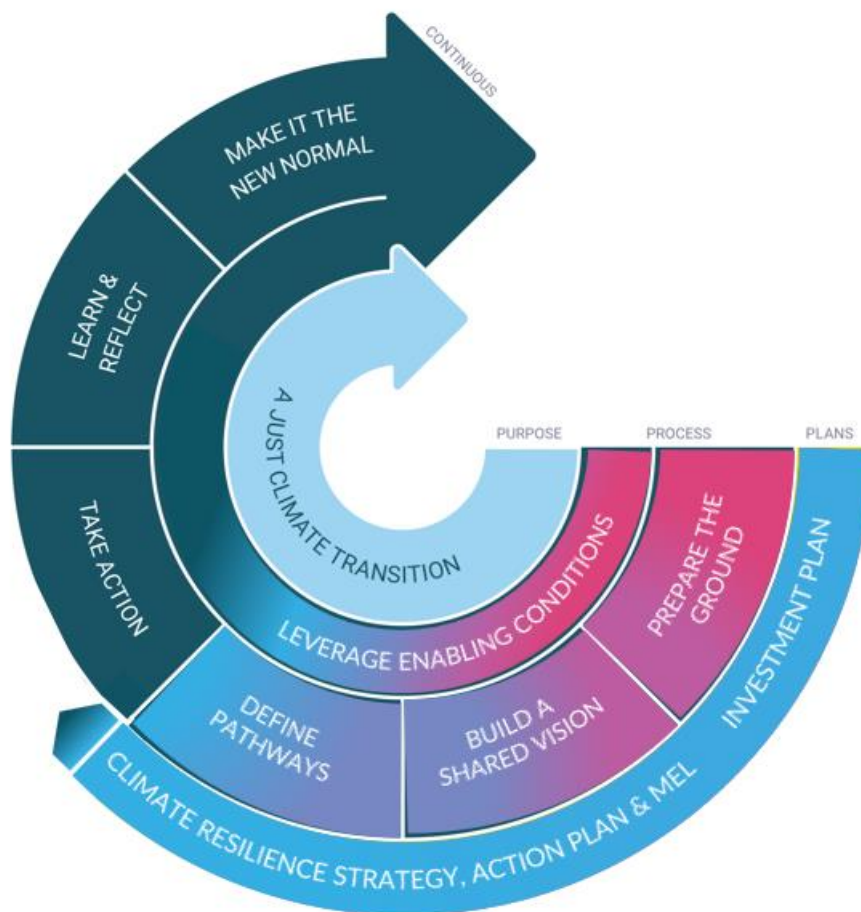 CONTINUOUS
MAKE IT THE
NEW NORMAL
LEARN &
REFLECT
TAKE ACTION
A JUST CLIMATE TRANSITION
PURPOSE
PROCESS
PLANS
LEVERAGE ENABLING CONDITIONS
PREPARE THE
GROUND
BUILD A
SHARED VISION
DEFINE
PATHWAYS
CLIMATE RESILIENCE STRATEGY, ACTION PLAN & MEL
INVESTMENT PLAN